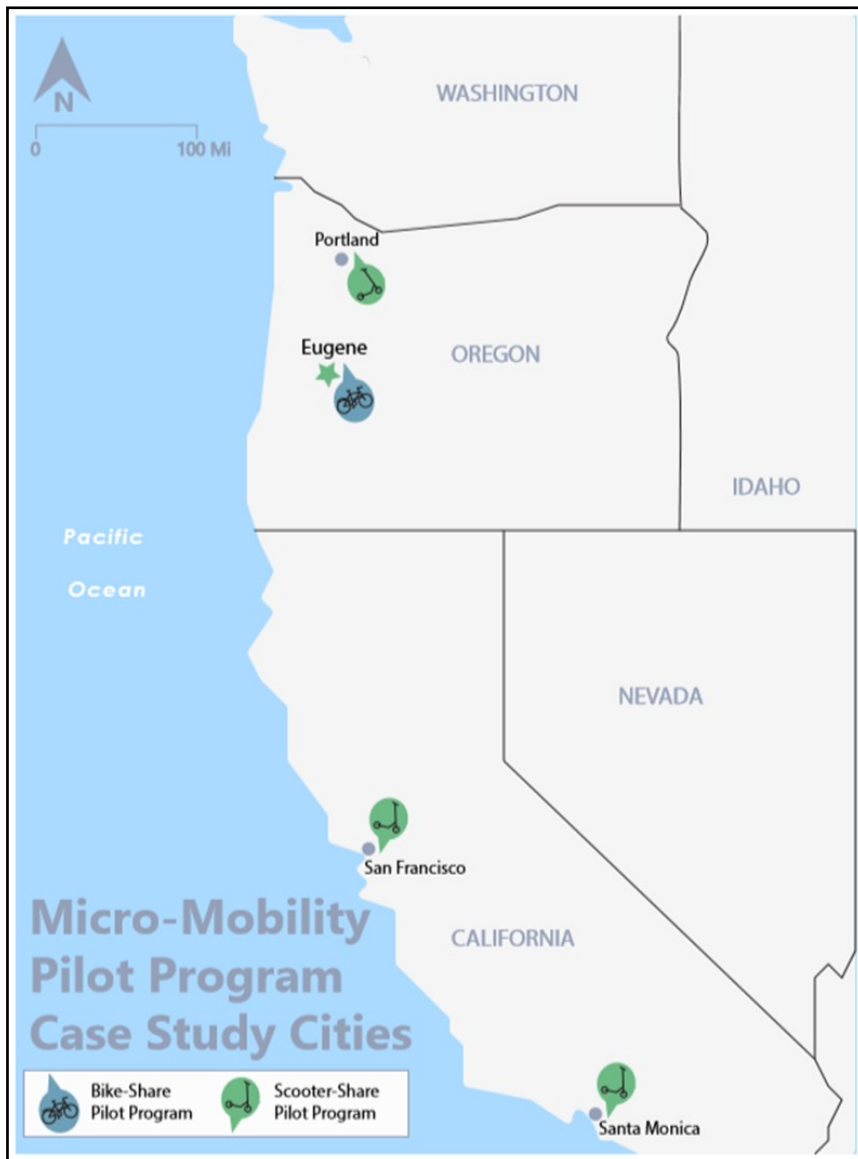 N
0 100 Mi
WASHINGTON
Portland
Eugene
OREGON
IDAHO
Pacific
Ocean
NEVADA
San Francisco
CALIFORNIA
Micro-Mobility
Pilot Program
Case Study Cities
Bike-Share
Pilot Program
Scooter-Share
Pilot Program
Santa Monica